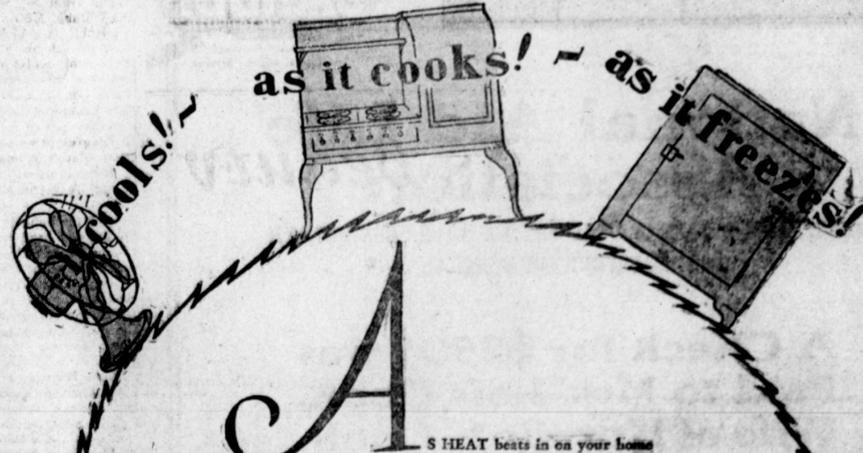 cools! ~ as it cooks! ~ as it freezes!
AS HEAT beats in on your home